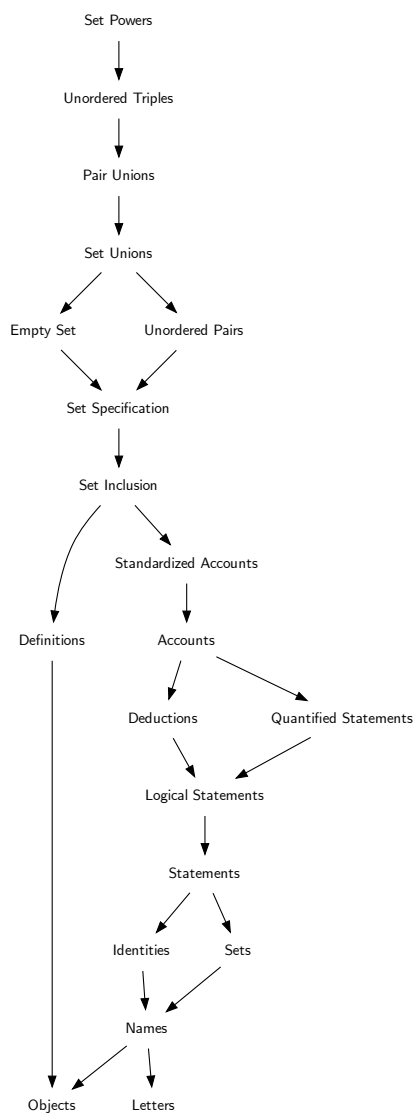 Set Powers
Unordered Triples
Pair Unions
Set Unions
Empty Set
Unordered Pairs
Set Specification
Set Inclusion
Standardized Accounts
Definitions
Accounts
Deductions
Quantified Statements
Logical Statements
Statements
Identities
Sets
Names
Objects
Letters